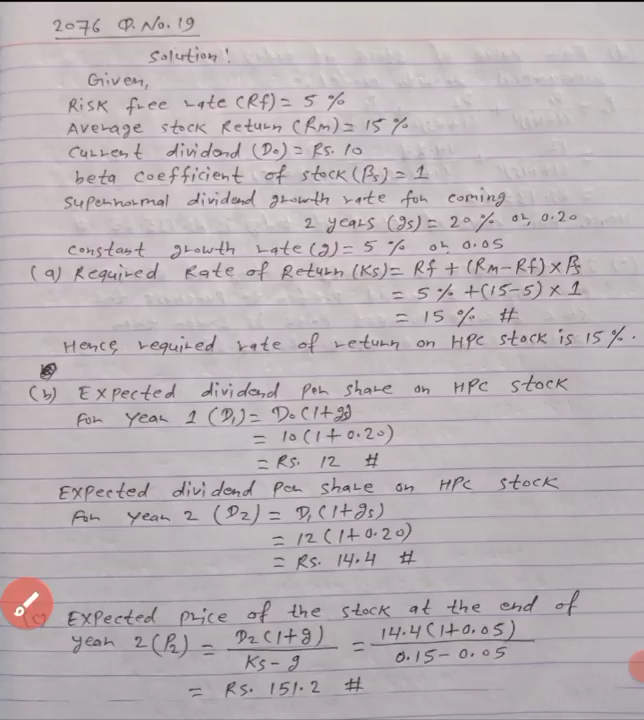 2076 Q. No. 19
Solution!
Given,
Risk free rate (Rf) = 5 %
Average stock Return (Rm) = 15 %
Current dividend (D₀) = Rs. 10
beta coefficient of stock (βs) = 1
Supernormal dividend growth rate for coming
2 years (gs) = 20 % or, 0.20
constant growth rate (g) = 5 % or 0.05
(a) Required Rate of Return (Ks) = Rf + (Rm-Rf) × βs
= 5 % + (15-5) × 1
= 15 % #
Hence, required rate of return on HPC stock is 15 %.
(b) Expected dividend per share on HPC stock
for year 1 (D₁) = D₀ (1+gs)
= 10 (1+0.20)
= Rs. 12 #
Expected dividend per share on HPC stock
for year 2 (D₂) = D₁ (1+gs)
= 12 (1+0.20)
= Rs. 14.4 #
(c) Expected price of the stock at the end of
year 2 (P₂) = D₂ (1+g) / Ks - g = 14.4 (1+0.05) / 0.15 - 0.05
= Rs. 151.2 #